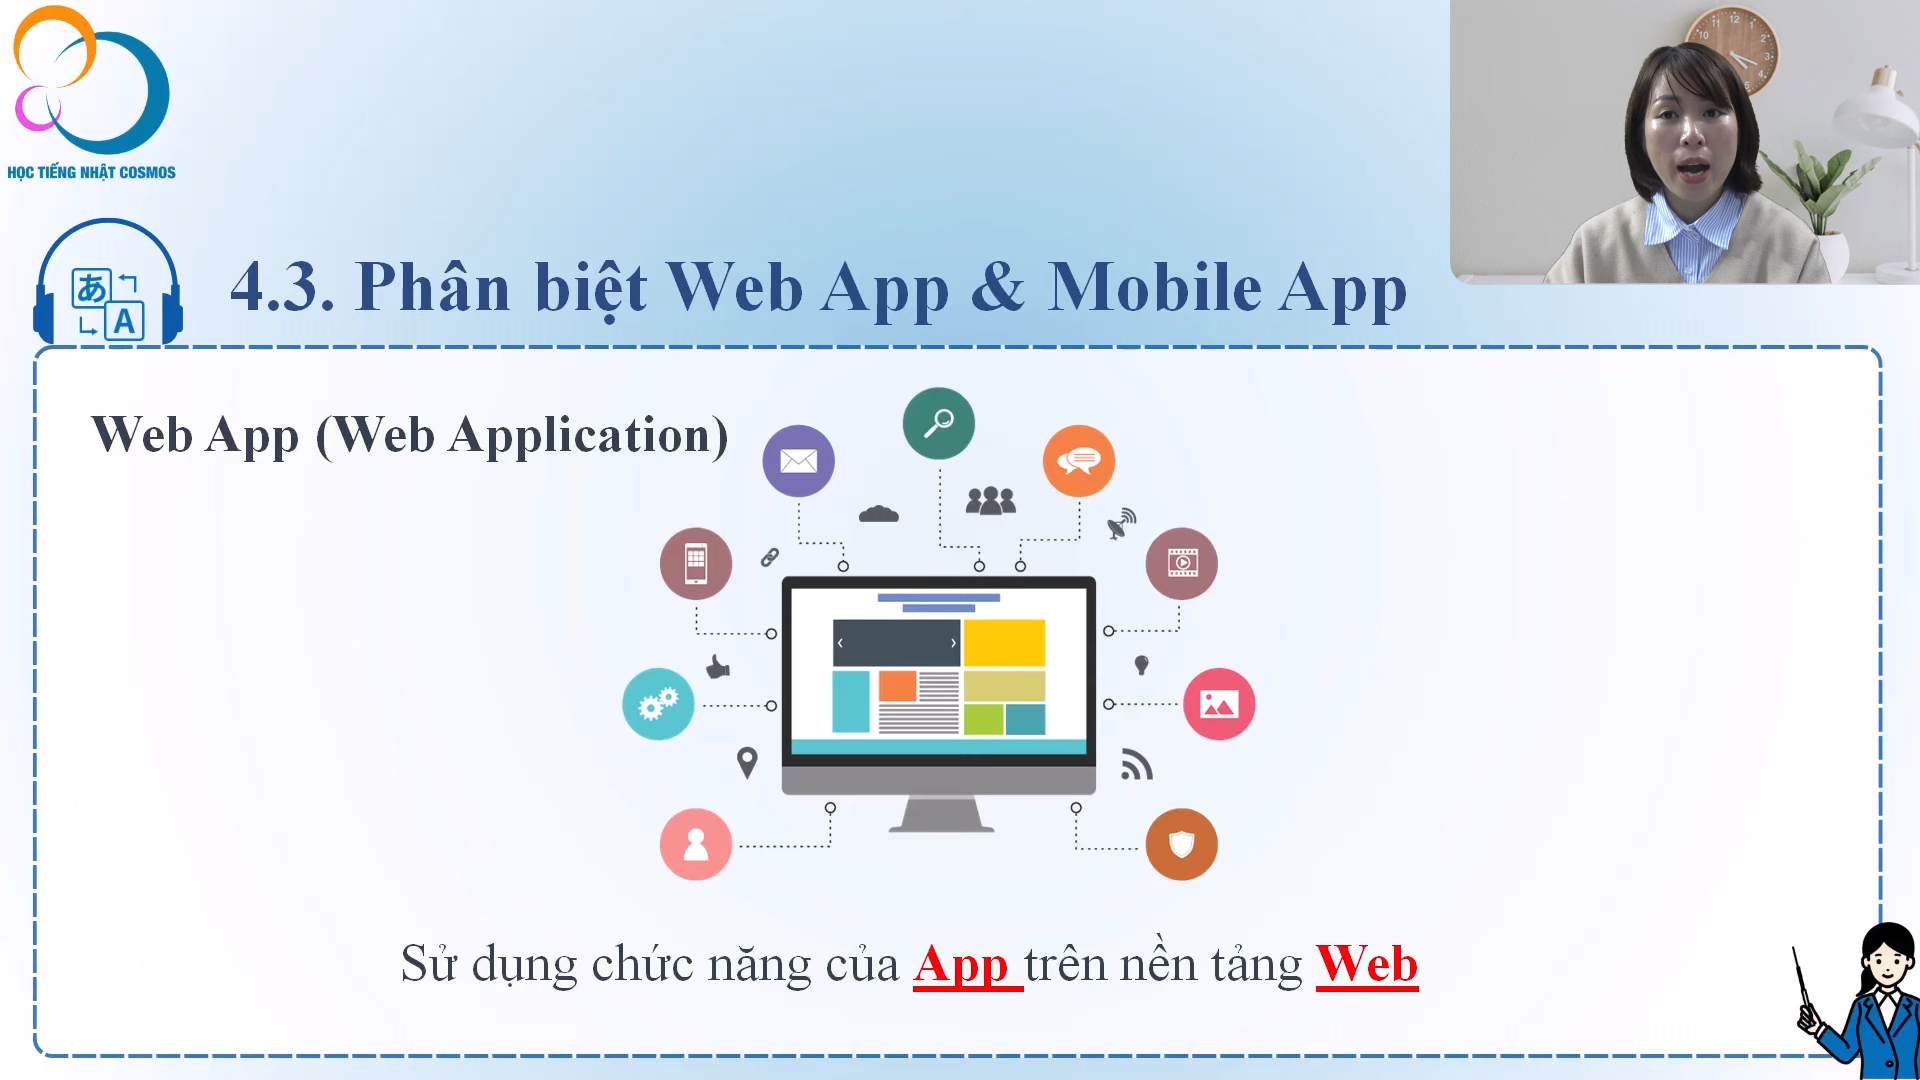 HỌC TIẾNG NHẬT COSMOS
あ
A
4.3. Phân biệt Web App & Mobile App
Web App (Web Application)
Sử dụng chức năng của App trên nền tảng Web